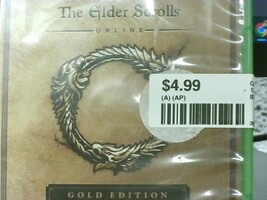 The Elder Scrolls
ONLINE
$4.99
(A) (AP)
GOLD EDITION